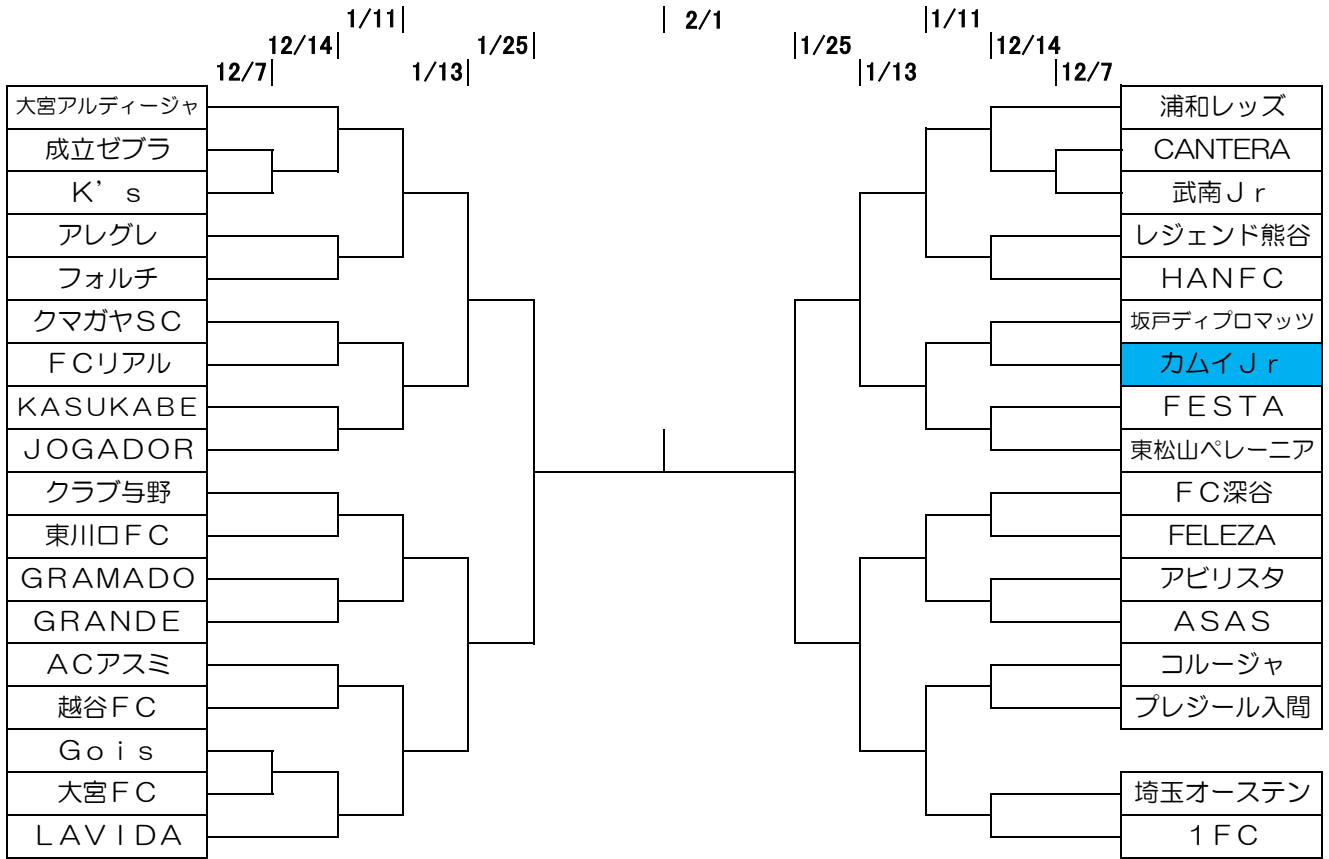 1/11 2/1 1/11
12/14 1/25 1/25 12/14
12/7 1/13 1/13 12/7
大宮アルディージャ
成立ゼブラ
Ｋ’ｓ
アレグレ
フォルチ
クマガヤＳＣ
ＦＣリアル
ＫＡＳＵＫＡＢＥ
ＪＯＧＡＤＯＲ
クラブ与野
東川口ＦＣ
ＧＲＡＭＡＤＯ
ＧＲＡＮＤＥ
ＡＣアスミ
越谷ＦＣ
Ｇｏｉｓ
大宮ＦＣ
ＬＡＶＩＤＡ
浦和レッズ
CANTERA
武南Ｊｒ
レジェンド熊谷
ＨＡＮＦＣ
坂戸ディプロマッツ
カムイＪｒ
ＦＥＳＴＡ
東松山ペレーニア
ＦＣ深谷
FELEZA
アビリスタ
ＡＳＡＳ
コルージャ
プレジール入間
埼玉オーステン
１ＦＣ